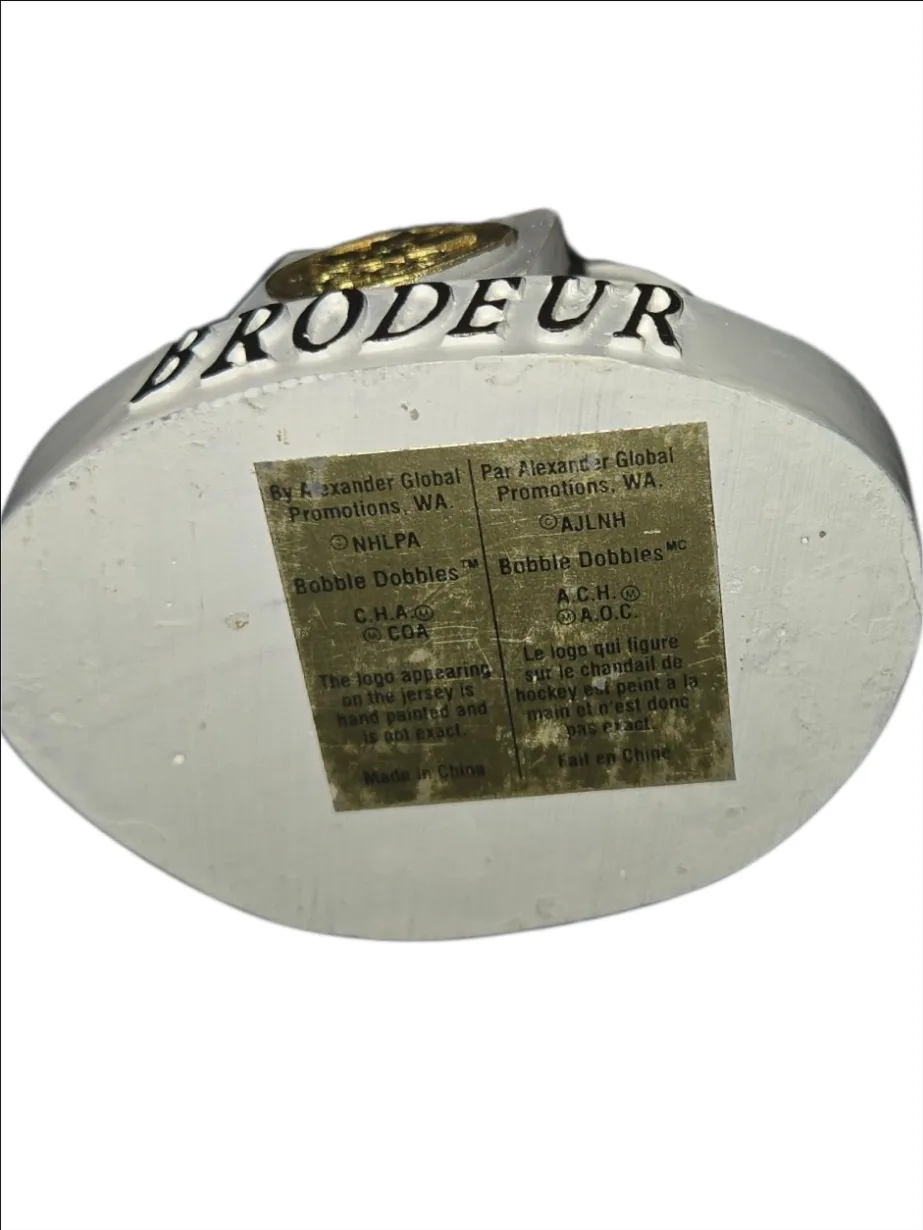 BRODEUR
By Alexander Global
Promotions, WA.
©NHLPA
Bobble Dobbles™
C.H.A.Ⓜ
Ⓜ COA
The logo appearing
on the jersey is
hand painted and
is not exact.
Made in China
Par Alexander Global
Promotions, WA.
©AJLNH
Bobble Dobbles MC
A.C.H.Ⓜ
Ⓜ A.O.C.
Le logo qui figure
sur le chandail de
hockey est peint a la
main et n'est donc
pas exact.
Fait en Chine